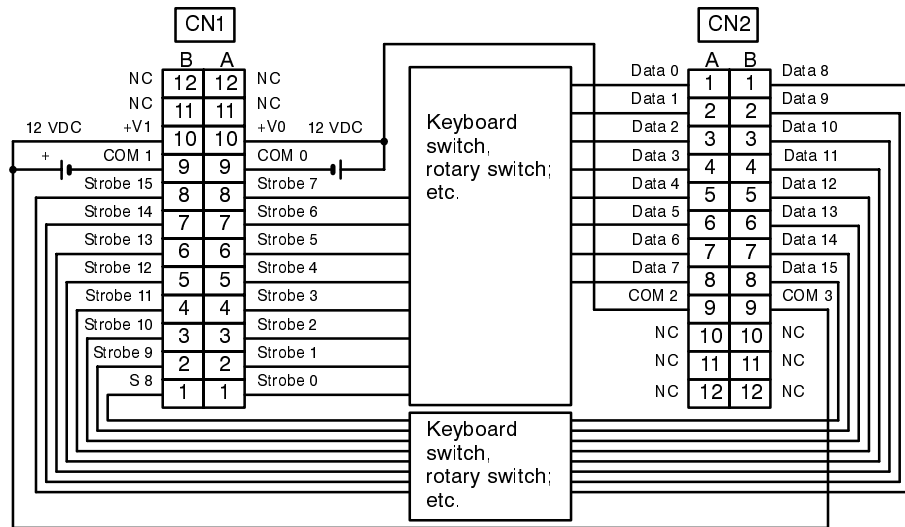 CN1
CN2
B A
A B
NC 12 12 NC
NC 11 11 NC
12 VDC +V1 10 10 +V0 12 VDC
+ COM 1 9 9 COM 0
Strobe 15 8 8 Strobe 7
Strobe 14 7 7 Strobe 6
Strobe 13 6 6 Strobe 5
Strobe 12 5 5 Strobe 4
Strobe 11 4 4 Strobe 3
Strobe 10 3 3 Strobe 2
Strobe 9 2 2 Strobe 1
S 8 1 1 Strobe 0
Keyboard
switch,
rotary switch;
etc.
Data 0 1 1 Data 8
Data 1 2 2 Data 9
Data 2 3 3 Data 10
Data 3 4 4 Data 11
Data 4 5 5 Data 12
Data 5 6 6 Data 13
Data 6 7 7 Data 14
Data 7 8 8 Data 15
COM 2 9 9 COM 3
NC 10 10 NC
NC 11 11 NC
NC 12 12 NC
Keyboard
switch,
rotary switch;
etc.